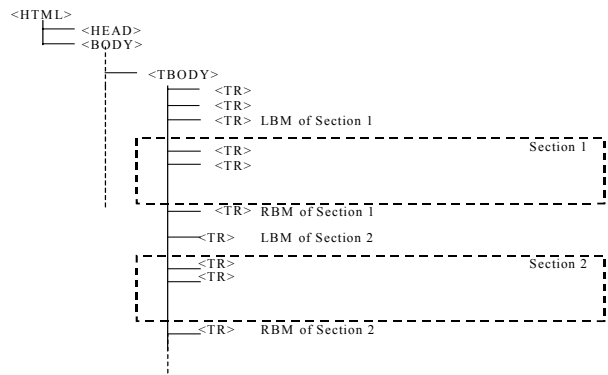 <HTML>
<HEAD>
<BODY>
<TBODY>
<TR>
<TR>
<TR> LBM of Section 1
Section 1
<TR>
<TR>
<TR> RBM of Section 1
<TR> LBM of Section 2
<TR> Section 2
<TR>
<TR> RBM of Section 2